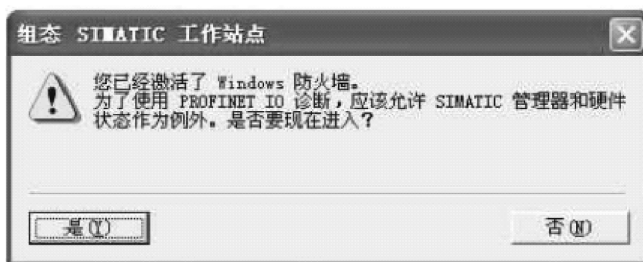 组态 SIMATIC 工作站点
您已经激活了 Windows 防火墙。
为了使用 PROFINET IO 诊断，应该允许 SIMATIC 管理器和硬件
状态作为例外。是否要现在进入？
是(Y)
否(N)